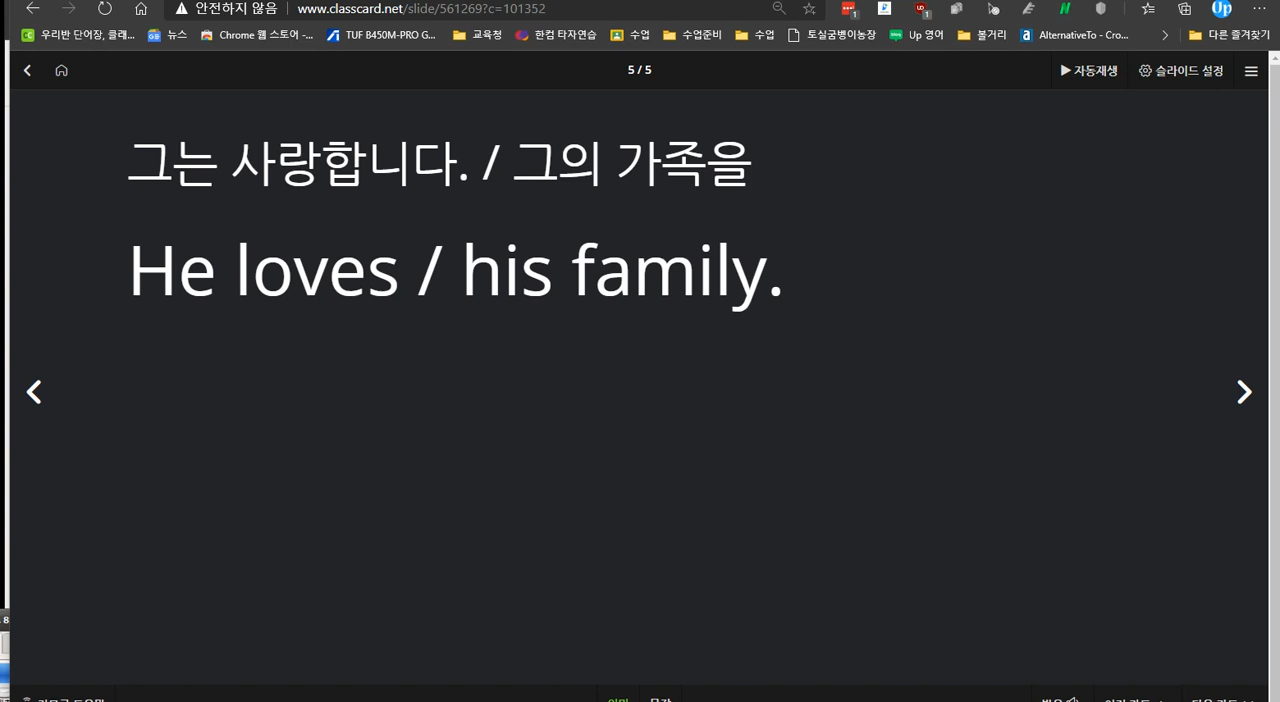 안전하지 않음 www.classcard.net/slide/561269?c=101352
우리반 단어장, 클래... 뉴스 Chrome 웹 스토어 -... TUF B450M-PRO G... 교육청 한컴 타자연습 수업 수업준비 수업 토실굼벵이농장 Up 영어 볼거리 AlternativeTo - Cro... 다른 즐겨찾기
5 / 5 자동재생 슬라이드 설정
그는 사랑합니다. / 그의 가족을
He loves / his family.